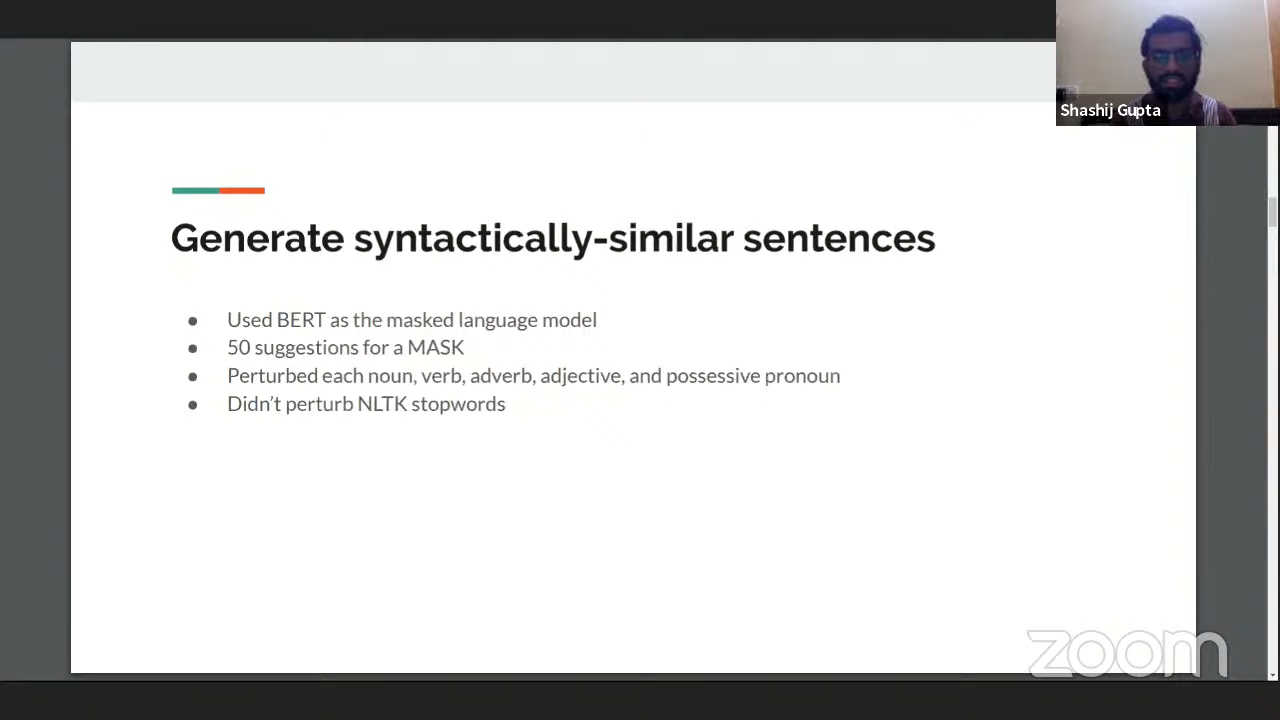 Shashij Gupta
Generate syntactically-similar sentences
● Used BERT as the masked language model
● 50 suggestions for a MASK
● Perturbed each noun, verb, adverb, adjective, and possessive pronoun
● Didn't perturb NLTK stopwords
zoom